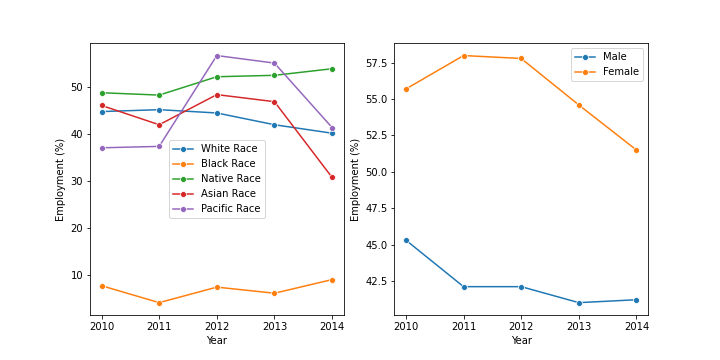 Employment (%)
50
40
30
20
10
White Race
Black Race
Native Race
Asian Race
Pacific Race
2010 2011 2012 2013 2014
Year
Employment (%)
57.5
55.0
52.5
50.0
47.5
45.0
42.5
Male
Female
2010 2011 2012 2013 2014
Year